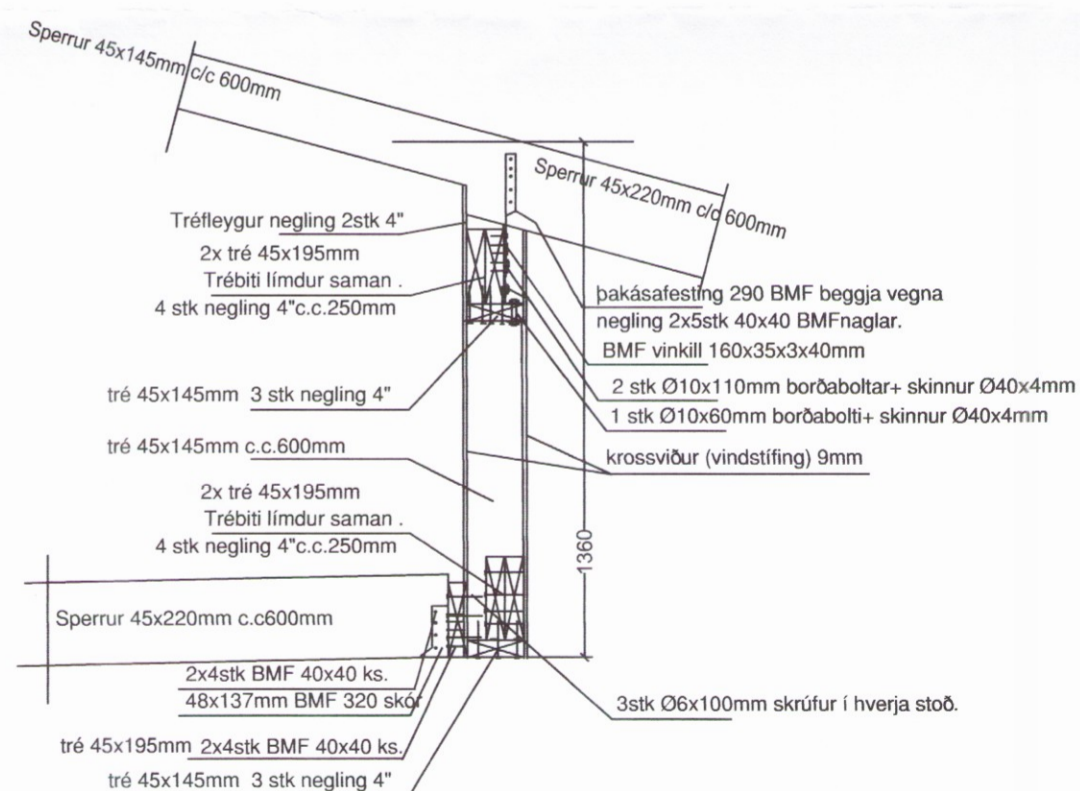 Sperrur 45x145mm c/c 600mm
Sperrur 45x220mm c/c 600mm
Tréfleygur negling 2stk 4"
2x tré 45x195mm
Trébiti límdur saman .
4 stk negling 4"c.c.250mm
þakásafesting 290 BMF beggja vegna
negling 2x5stk 40x40 BMFnaglar.
BMF vinkill 160x35x3x40mm
2 stk Ø10x110mm borðaboltar+ skinnur Ø40x4mm
1 stk Ø10x60mm borðabolti+ skinnur Ø40x4mm
tré 45x145mm 3 stk negling 4"
tré 45x145mm c.c.600mm
krossviður (vindstífing) 9mm
2x tré 45x195mm
Trébiti límdur saman .
4 stk negling 4"c.c.250mm
1360
Sperrur 45x220mm c.c600mm
2x4stk BMF 40x40 ks.
48x137mm BMF 320 skór
3stk Ø6x100mm skrúfur í hverja stoð.
tré 45x195mm 2x4stk BMF 40x40 ks.
tré 45x145mm 3 stk negling 4"